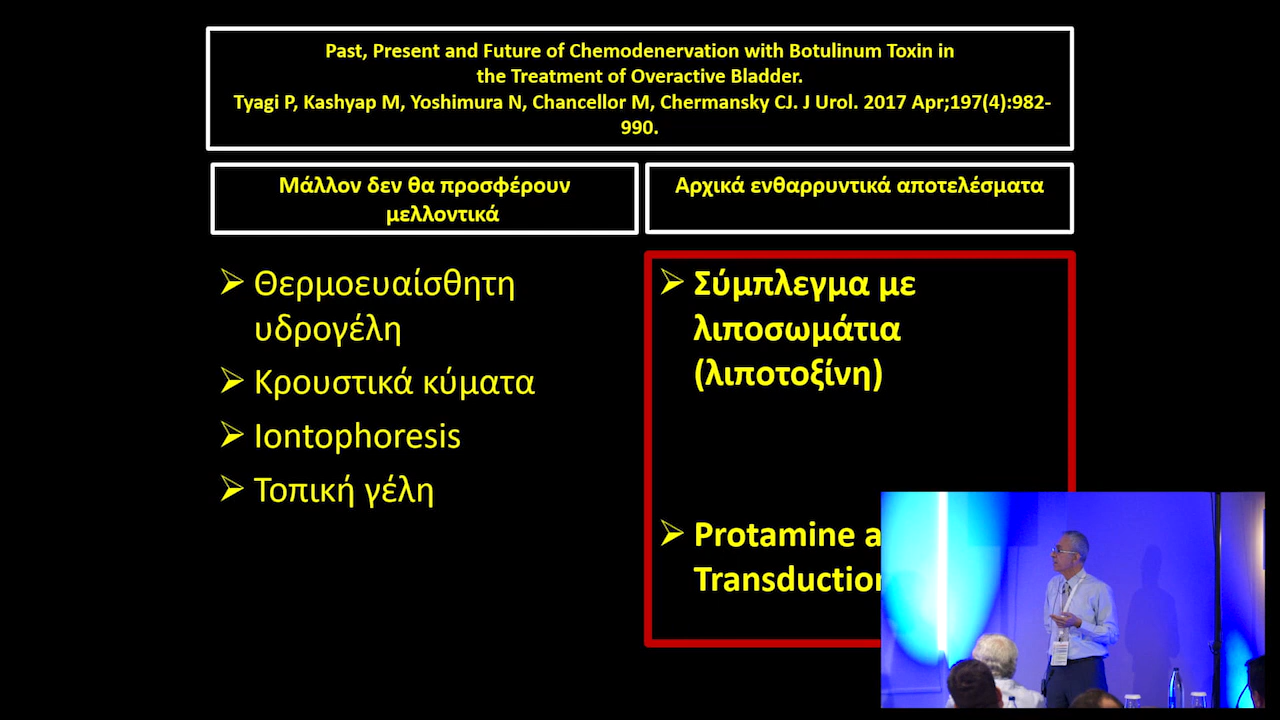 Past, Present and Future of Chemodenervation with Botulinum Toxin in
the Treatment of Overactive Bladder.
Tyagi P, Kashyap M, Yoshimura N, Chancellor M, Chermansky CJ. J Urol. 2017 Apr;197(4):982-
990.
Μάλλον δεν θα προσφέρουν
μελλοντικά
Αρχικά ενθαρρυντικά αποτελέσματα
➢ Θερμοευαίσθητη
υδρογέλη
➢ Κρουστικά κύματα
➢ Iontophoresis
➢ Τοπική γέλη
➢ Σύμπλεγμα με
λιποσωμάτια
(λιποτοξίνη)
➢ Protamine